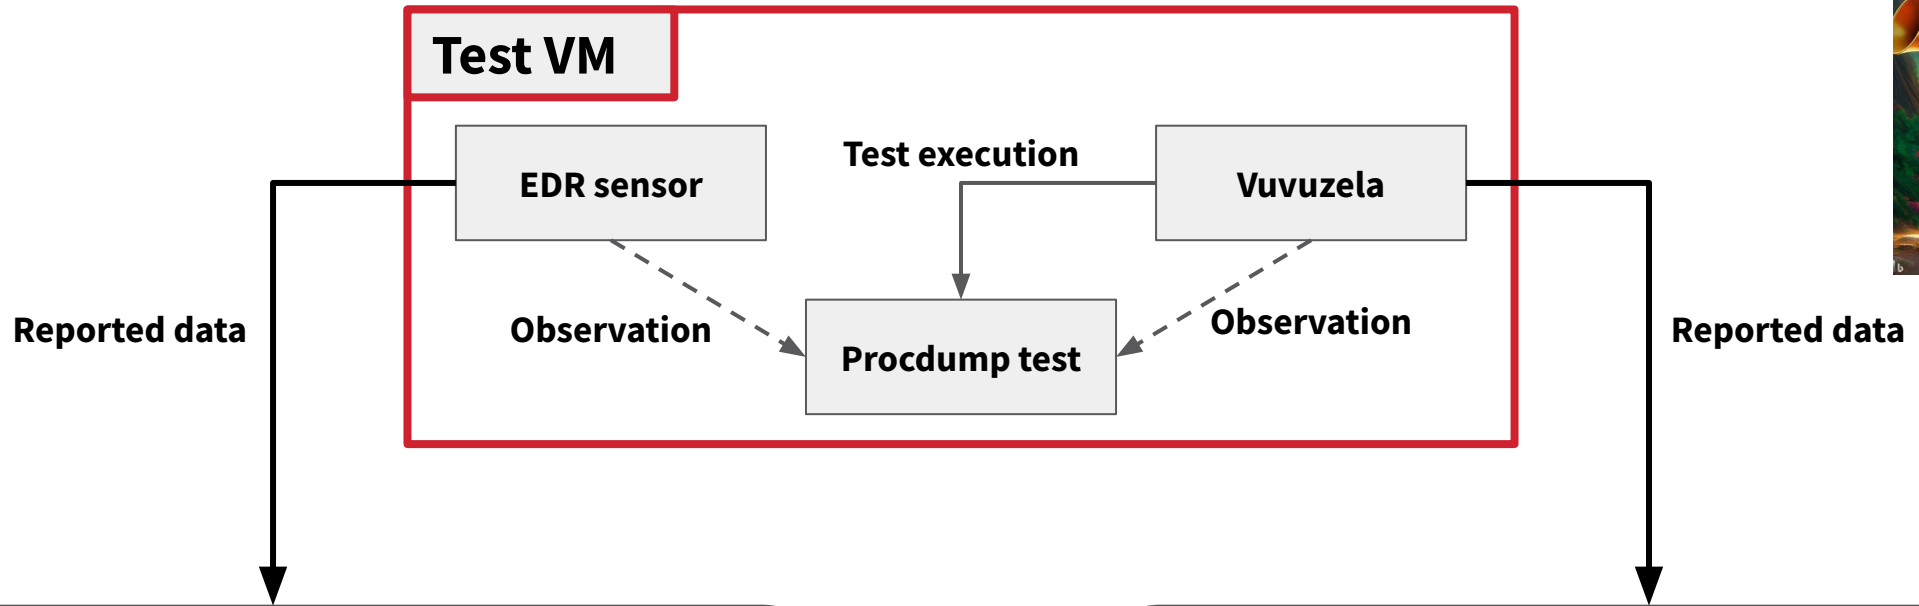 Test VM
Test execution
EDR sensor
Vuvuzela
Reported data
Observation
Observation
Reported data
Procdump test
b